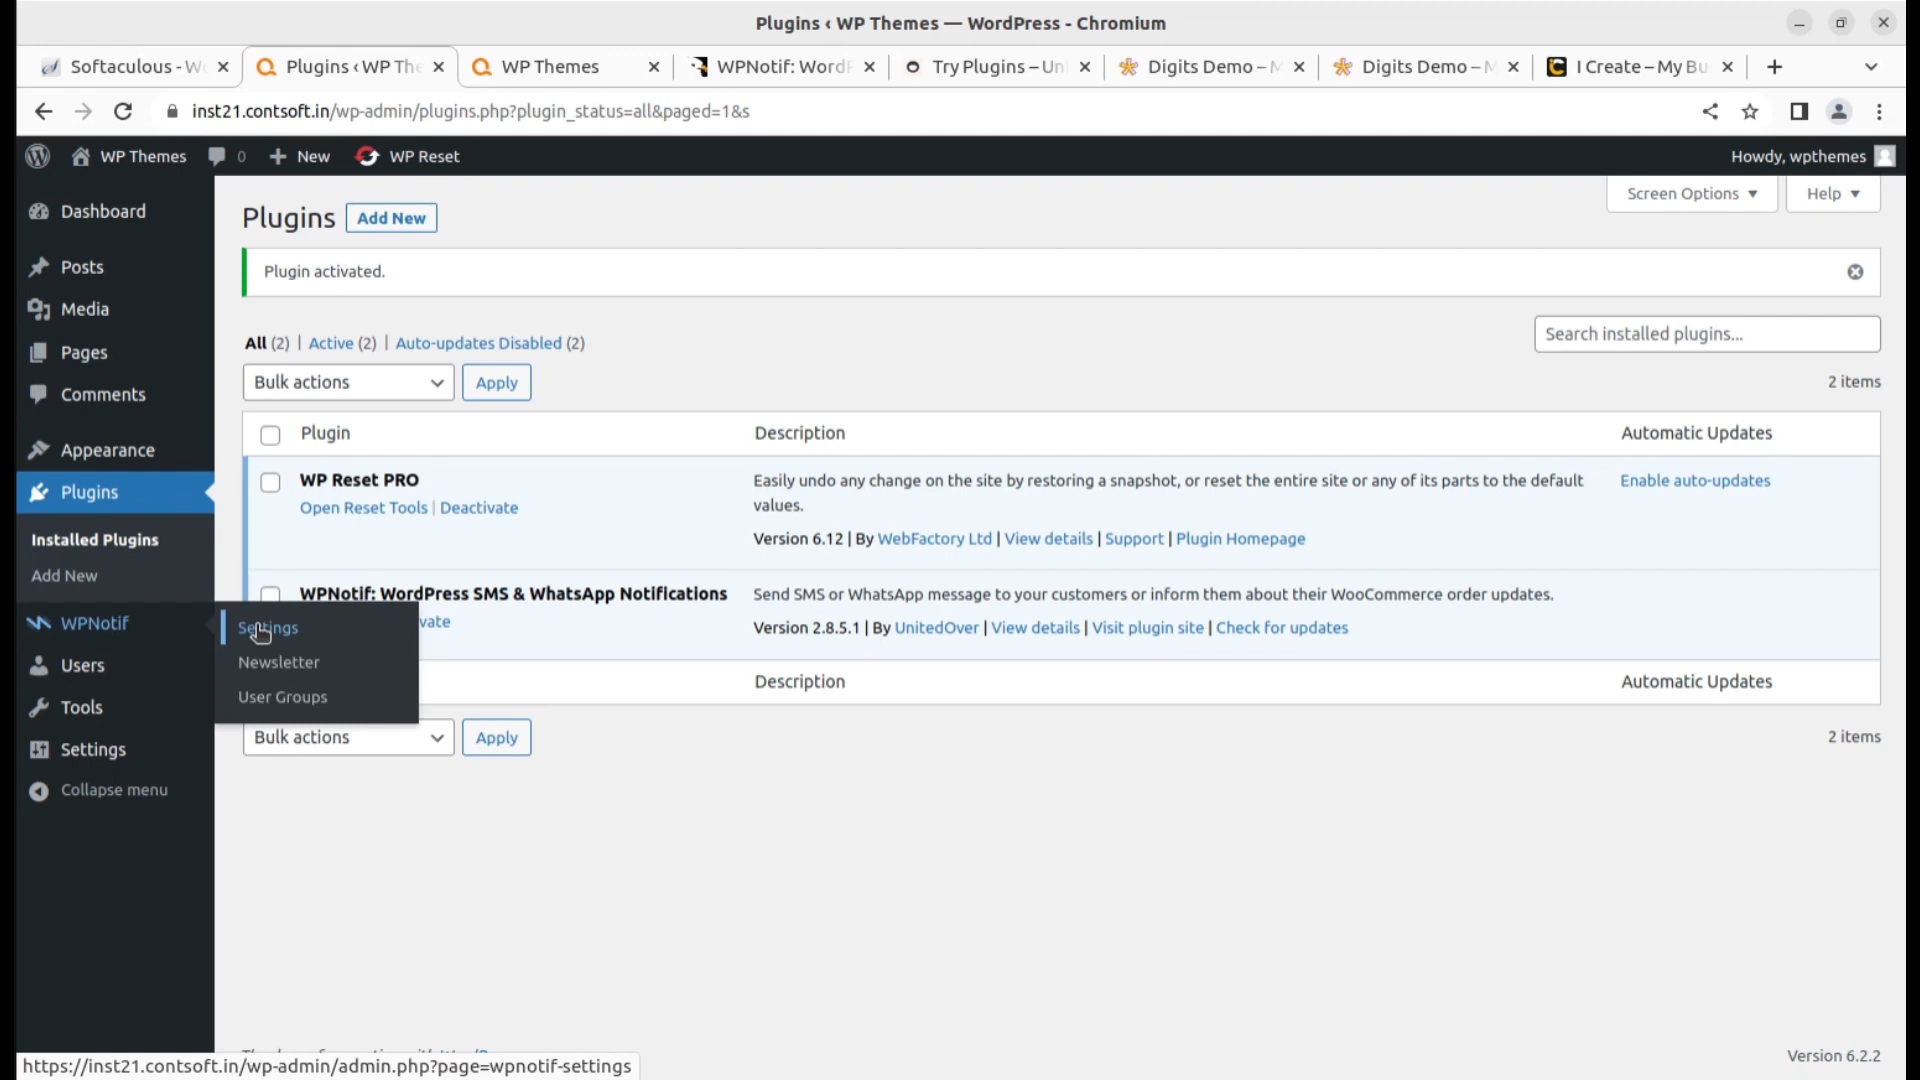 Plugins ‹ WP Themes — WordPress - Chromium
Softaculous - W
Plugins ‹ WP The
WP Themes
WPNotif: Word
Try Plugins – Un
Digits Demo – M
Digits Demo – M
I Create – My Bu
inst21.contsoft.in/wp-admin/plugins.php?plugin_status=all&paged=1&s
WP Themes
0
New
WP Reset
Howdy, wpthemes
Screen Options
Help
Dashboard
Posts
Media
Pages
Comments
Appearance
Plugins
Installed Plugins
Add New
WPNotif
Users
Tools
Settings
Collapse menu
Settings
Newsletter
User Groups
Plugins
Add New
Plugin activated.
All (2) | Active (2) | Auto-updates Disabled (2)
Search installed plugins...
Bulk actions
Apply
2 items
Plugin
Description
Automatic Updates
WP Reset PRO
Open Reset Tools | Deactivate
Easily undo any change on the site by restoring a snapshot, or reset the entire site or any of its parts to the default
values.
Version 6.12 | By WebFactory Ltd | View details | Support | Plugin Homepage
Enable auto-updates
WPNotif: WordPress SMS & WhatsApp Notifications
vate
Send SMS or WhatsApp message to your customers or inform them about their WooCommerce order updates.
Version 2.8.5.1 | By UnitedOver | View details | Visit plugin site | Check for updates
Description
Automatic Updates
Bulk actions
Apply
2 items
Version 6.2.2
https://inst21.contsoft.in/wp-admin/admin.php?page=wpnotif-settings